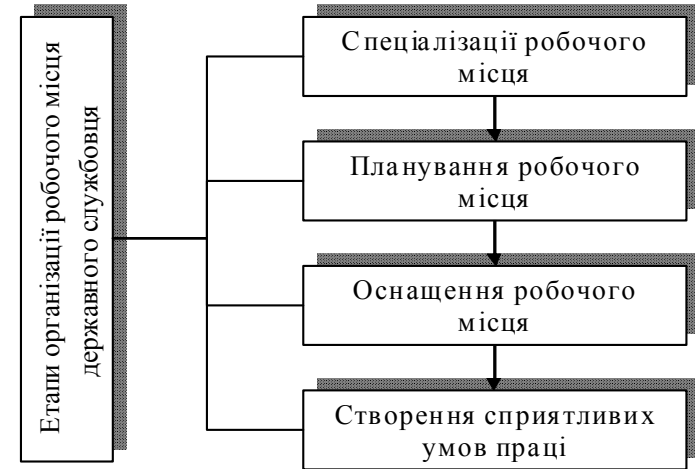 Етапи організації робочого місця
державного службовця
Спеціалізації робочого
місця
Планування робочого
місця
Оснащення робочого
місця
Створення сприятливих
умов праці